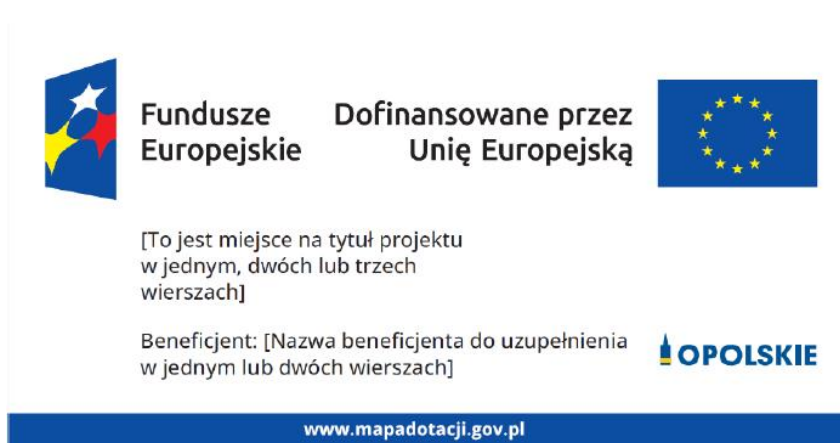 Fundusze
Europejskie
Dofinansowane przez
Unię Europejską
[To jest miejsce na tytuł projektu
w jednym, dwóch lub trzech
wierszach]
Beneficjent: [Nazwa beneficjenta do uzupełnienia
w jednym lub dwóch wierszach]
OPOLSKIE
www.mapadotacji.gov.pl